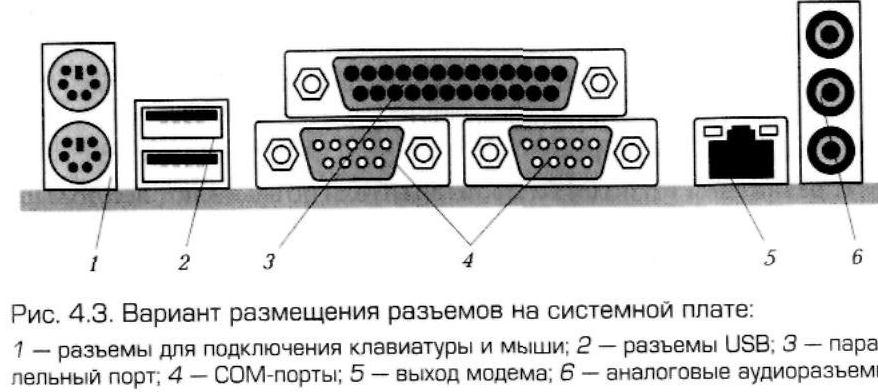 1 2 3 4 5 6
Рис. 4.3. Вариант размещения разъемов на системной плате:
1 — разъемы для подключения клавиатуры и мыши; 2 — разъемы USB; 3 — пара
лельный порт; 4 — COM-порты; 5 — выход модема; 6 — аналоговые аудиоразъем